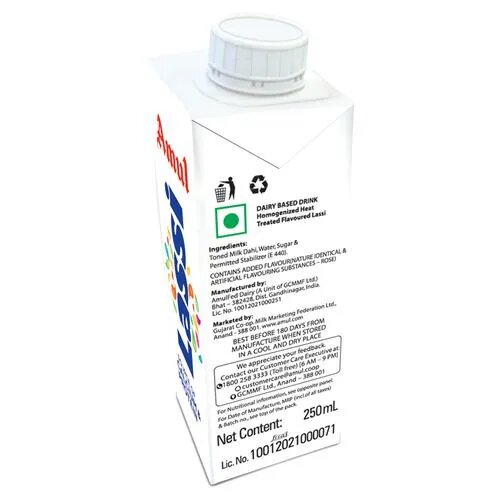 Amul
Lassi
DAIRY BASED DRINK
Homogenized Heat
Treated Flavoured Lassi
Ingredients:
Toned Milk Dahi, Water, Sugar &
Permitted Stabilizer (E 440).
CONTAINS ADDED FLAVOUR(NATURE IDENTICAL &
ARTIFICIAL FLAVOURING SUBSTANCES – ROSE)
Manufactured by:
AmulFed Dairy (A Unit of GCMMF Ltd.)
Bhat – 382428, Dist. Gandhinagar, India.
Lic. No. 10012021000251
Marketed by:
Gujarat Co-op. Milk Marketing Federation Ltd.,
Anand - 388 001. www.amul.com
BEST BEFORE 180 DAYS FROM
MANUFACTURE WHEN STORED
IN A COOL AND DRY PLACE
We appreciate your feedback.
Contact our Customer Care Executive at:
1800 258 3333 [Toll free] [6 AM – 9 PM]
customercare@amul.coop
GCMMF Ltd., Anand – 388 001
For Nutritional information, see opposite panel.
For Date of Manufacture, MRP (incl.of all taxes)
& Batch no., see top of the pack.
Net Content: 250mL
fssai
Lic. No. 10012021000071